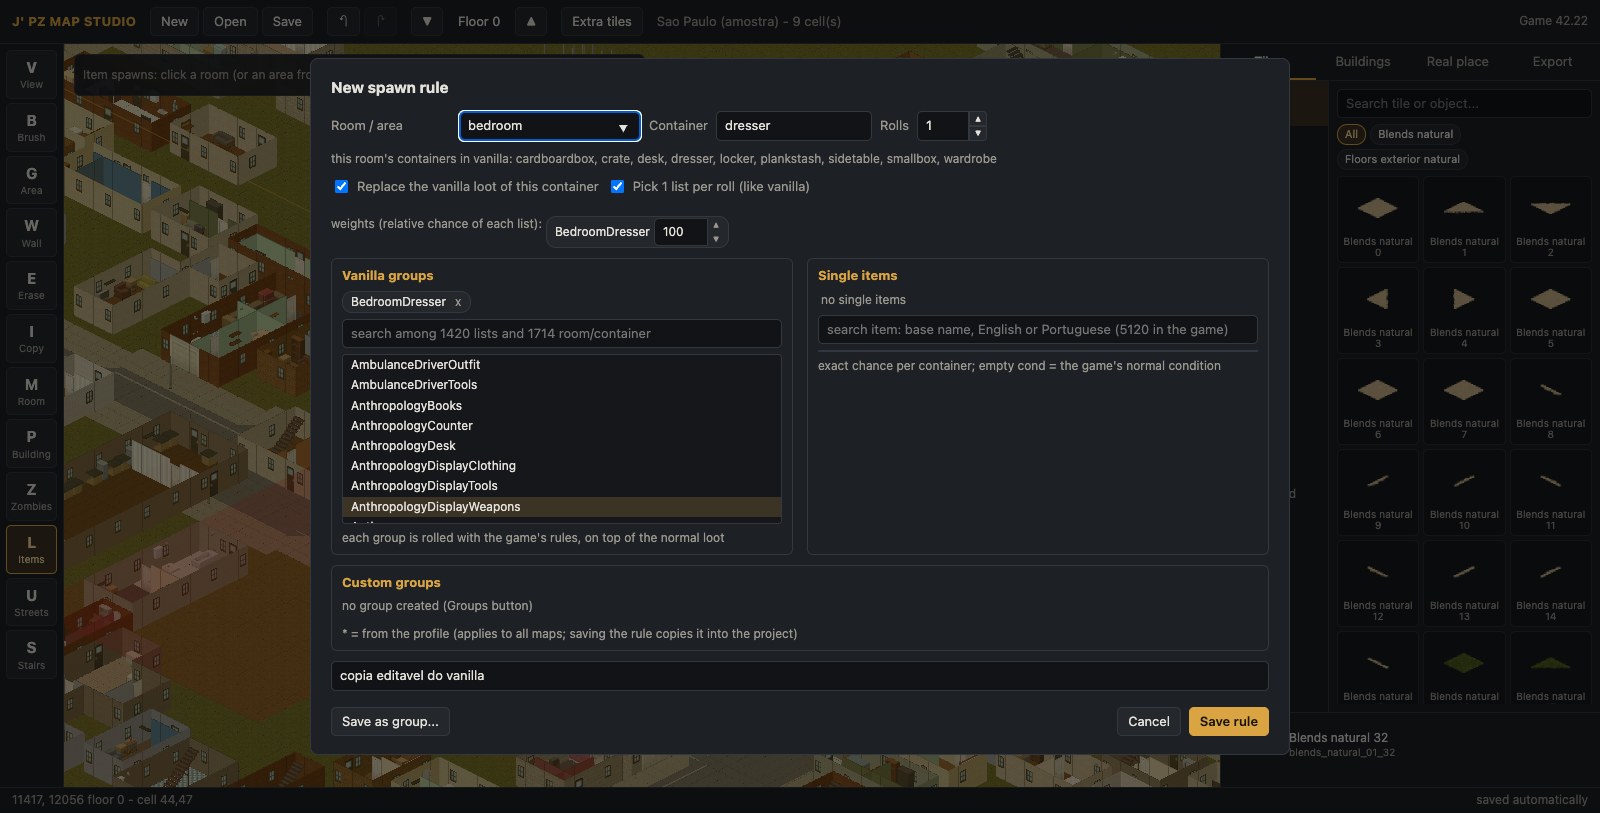 J' PZ MAP STUDIO New Open Save Floor 0 Extra tiles Sao Paulo (amostra) - 9 cell(s) Game 42.22
V
View
B
Brush
G
Area
W
Wall
E
Erase
I
Copy
M
Room
P
Building
Z
Zombies
L
Items
U
Streets
S
Stairs
Item spawns: click a room (or an area
New spawn rule
Room / area bedroom Container dresser Rolls 1
this room's containers in vanilla: cardboardbox, crate, desk, dresser, locker, plankstash, sidetable, smallbox, wardrobe
Replace the vanilla loot of this container Pick 1 list per roll (like vanilla)
weights (relative chance of each list): BedroomDresser 100
Vanilla groups
BedroomDresser x
search among 1420 lists and 1714 room/container
AmbulanceDriverOutfit
AmbulanceDriverTools
AnthropologyBooks
AnthropologyCounter
AnthropologyDesk
AnthropologyDisplayClothing
AnthropologyDisplayTools
AnthropologyDisplayWeapons
each group is rolled with the game's rules, on top of the normal loot
Single items
no single items
search item: base name, English or Portuguese (5120 in the game)
exact chance per container; empty cond = the game's normal condition
Custom groups
no group created (Groups button)
* = from the profile (applies to all maps; saving the rule copies it into the project)
copia editavel do vanilla
Save as group... Cancel Save rule
Buildings Real place Export
Search tile or object...
All Blends natural
Floors exterior natural
Blends natural Blends natural Blends natural
0 1 2
Blends natural Blends natural Blends natural
3 4 5
Blends natural Blends natural Blends natural
6 7 8
Blends natural Blends natural Blends natural
9 10 11
Blends natural Blends natural Blends natural
12 13 14
Blends natural Blends natural Blends natural
Blends natural 32
blends_natural_01_32
11417, 12056 floor 0 - cell 44,47 saved automatically